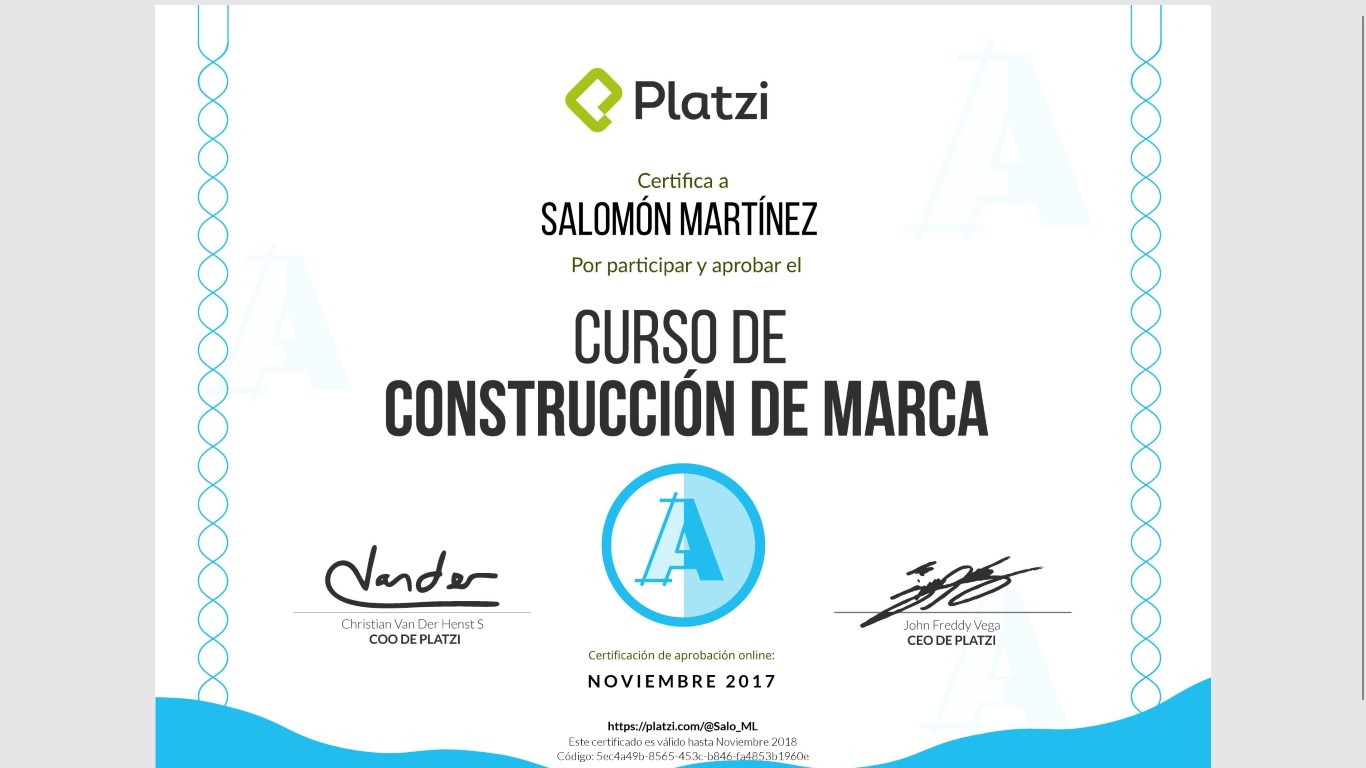 Platzi
Certifica a
SALOMÓN MARTÍNEZ
Por participar y aprobar el
CURSO DE
CONSTRUCCIÓN DE MARCA
A
Vander
Christian Van Der Henst S
COO DE PLATZI
John Freddy Vega
CEO DE PLATZI
Certificación de aprobación online:
NOVIEMBRE 2017
https://platzi.com/@Salo_ML
Este certificado es válido hasta Noviembre 2018
Código: 5ec4a49b-8565-453c-b846-fa4853b1960e